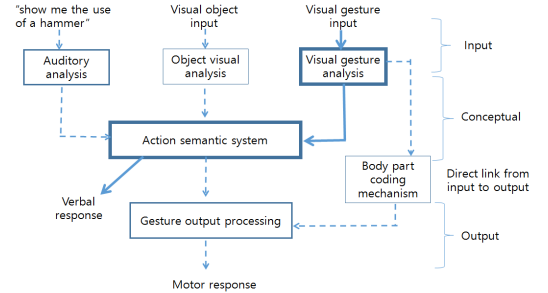 "show me the use
of a hammer"
Visual object
input
Visual gesture
input
Input
Auditory
analysis
Object visual
analysis
Visual gesture
analysis
Conceptual
Action semantic system
Body part
coding
mechanism
Direct link from
input to output
Verbal
response
Gesture output processing
Output
Motor response